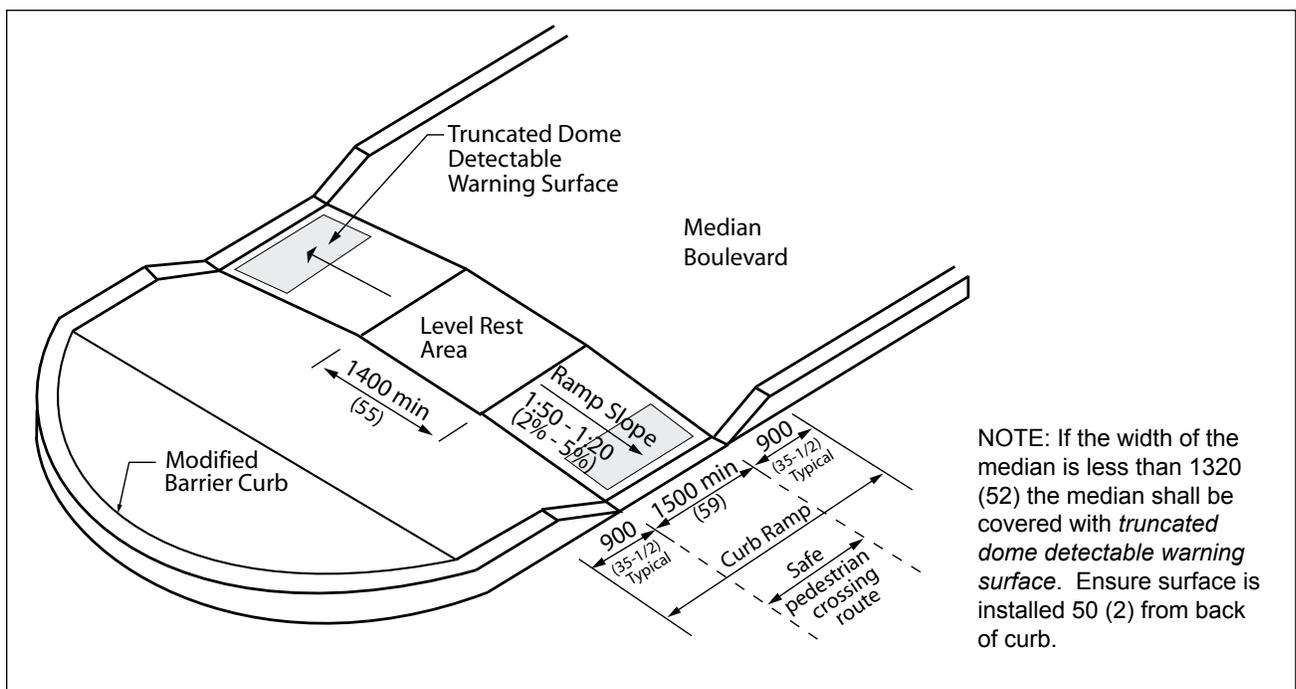 Truncated Dome
Detectable
Warning Surface
Median
Boulevard
Level Rest
Area
1400 min
(55)
Ramp Slope
1:50 - 1:20
(2% - 5%)
Modified
Barrier Curb
900
(35-1/2)
Typical
1500 min
(59)
900
(35-1/2)
Typical
Curb Ramp
Safe
pedestrian
crossing
route
NOTE: If the width of the
median is less than 1320
(52) the median shall be
covered with truncated
dome detectable warning
surface. Ensure surface is
installed 50 (2) from back
of curb.